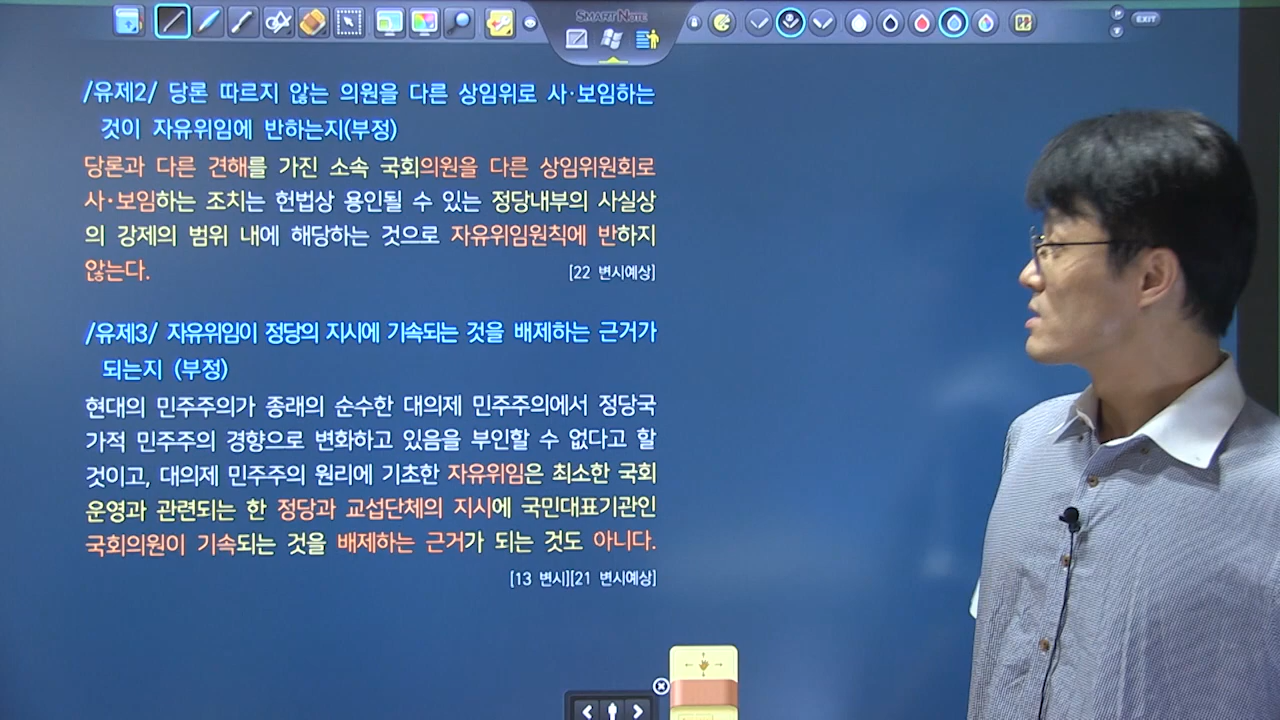 SMART NOTE
EXIT
/유제2/ 당론 따르지 않는 의원을 다른 상임위로 사·보임하는
것이 자유위임에 반하는지(부정)
당론과 다른 견해를 가진 소속 국회의원을 다른 상임위원회로
사·보임하는 조치는 헌법상 용인될 수 있는 정당내부의 사실상
의 강제의 범위 내에 해당하는 것으로 자유위임원칙에 반하지
않는다.
[22 변시예상]
/유제3/ 자유위임이 정당의 지시에 기속되는 것을 배제하는 근거가
되는지 (부정)
현대의 민주주의가 종래의 순수한 대의제 민주주의에서 정당국
가적 민주주의 경향으로 변화하고 있음을 부인할 수 없다고 할
것이고, 대의제 민주주의 원리에 기초한 자유위임은 최소한 국회
운영과 관련되는 한 정당과 교섭단체의 지시에 국민대표기관인
국회의원이 기속되는 것을 배제하는 근거가 되는 것도 아니다.
[13 변시][21 변시예상]